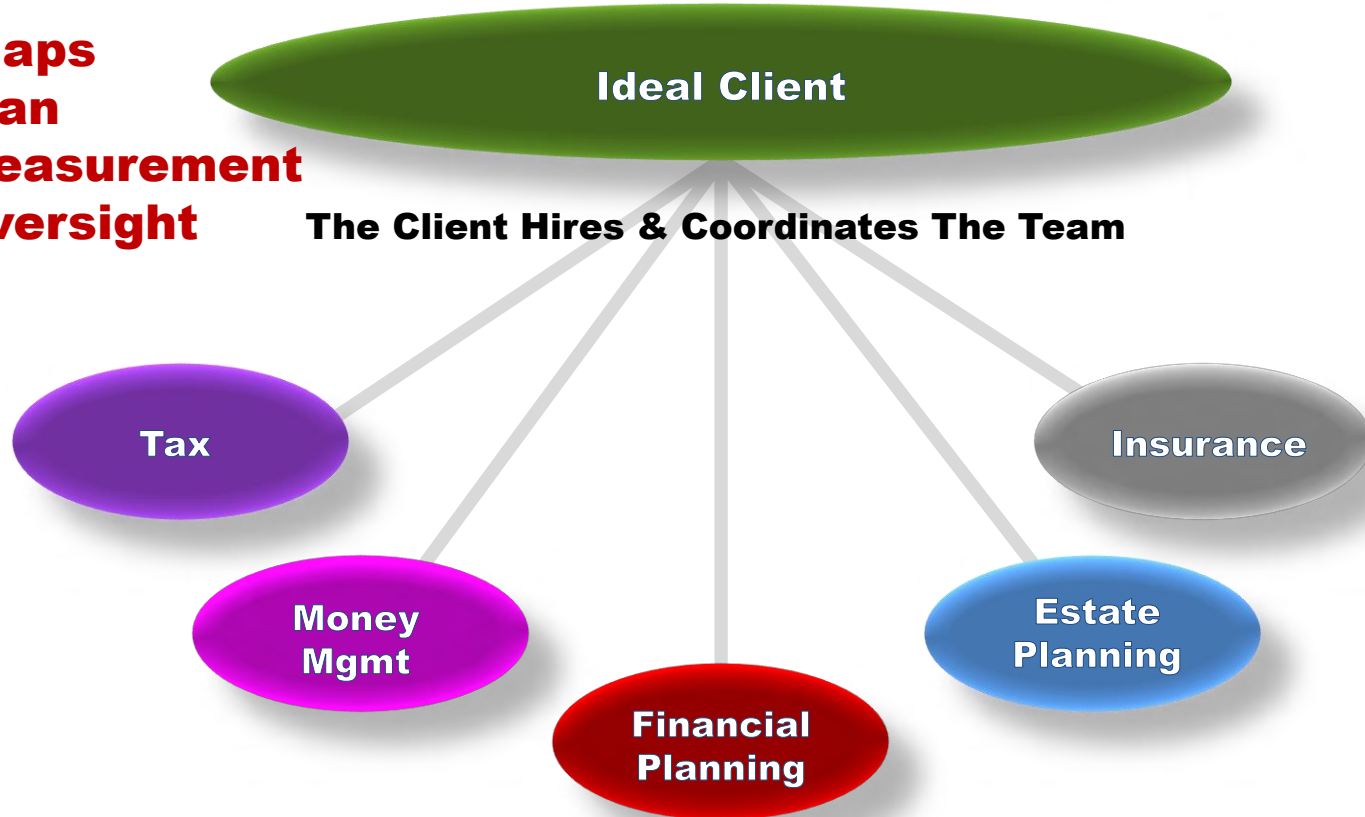 aps
an
easurement
versight
Ideal Client
The Client Hires & Coordinates The Team
Tax
Insurance
Money
Mgmt
Estate
Planning
Financial
Planning